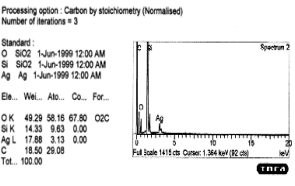 Processing option : Carbon by stoichiometry (Normalised)
Number of iterations = 3
Standard :
O SiO2 1-Jun-1999 12:00 AM
Si SiO2 1-Jun-1999 12:00 AM
Ag Ag 1-Jun-1999 12:00 AM
Ele... Wei... Ato... Co... For...
O K 49.29 58.16 67.80 O2C
Si K 14.33 9.63 0.00
Ag L 17.88 3.13 0.00
C 18.50 29.08
Tot... 100.00
Spectrum 2
C Si
O
Ag
0 5 10 15 20
Full Scale 1415 cts Cursor: 1.364 keV (92 cts) keV